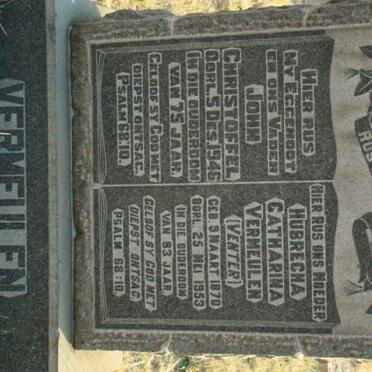 RUS
HIER RUS
MY EGGENOOT
EN ONS VADER
JOHN
CHRISTOFFEL
OORL. 5 DES. 1946
IN DIE OUDERDOM
VAN 75 JAAR
GELOOF SY GOD MET
DIEPST ONTSAG.
PSALM 68:10.
HIER RUS ONS MOEDER
HUBRECHA
CATHARINA
VERMEULEN
(VENTER)
GEB. 9 MAART 1870
OORL. 25 MEI 1953
IN DIE OUDERDOM
VAN 83 JAAR
GELOOF SY GOD MET
DIEPST ONTSAG
PSALM 68:10
VERMEULEN